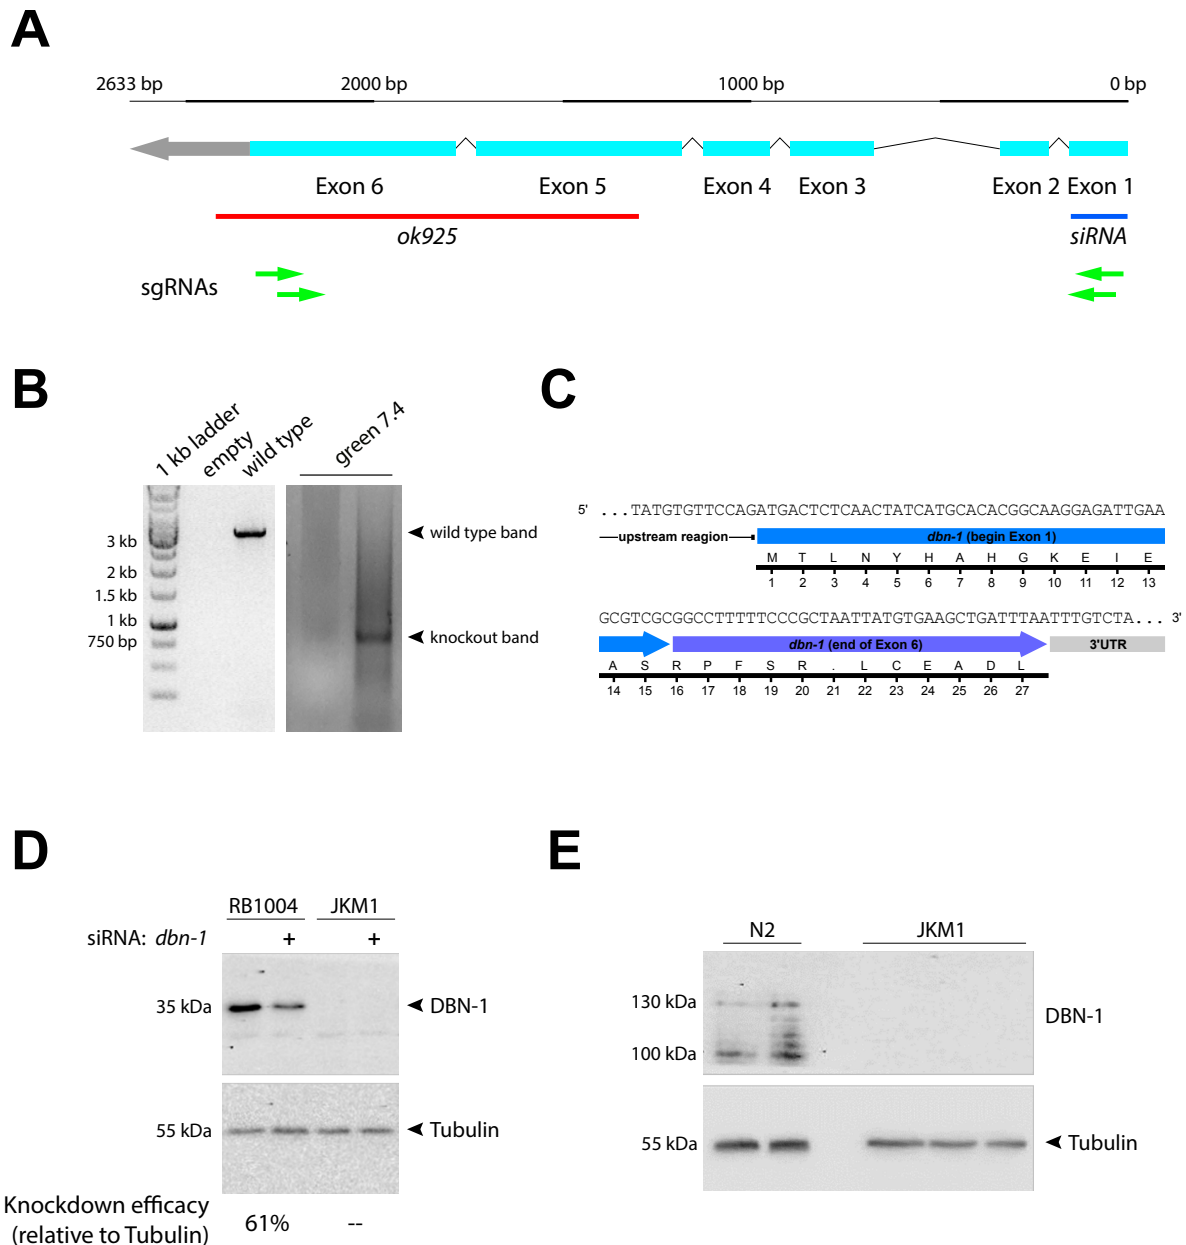 A
2633 bp 2000 bp 1000 bp 0 bp
Exon 6 Exon 5 Exon 4 Exon 3 Exon 2 Exon 1
ok925 siRNA
sgRNAs
B
1 kb ladder
empty
wild type
green 7.4
3 kb
2 kb
1.5 kb
1 kb
750 bp
wild type band
knockout band
C
5' ...TATGTGTTCCAGATGACTCTCAACTATCATGCACACGGCAAGGAGATTGAA
upstream reagion dbn-1 (begin Exon 1)
M T L N Y H A H G K E I E
1 2 3 4 5 6 7 8 9 10 11 12 13
GCGTCGCGGCCTTTTTCCCGCTAATTATGTGAAGCTGATTTAATTTGTCTA... 3'
dbn-1 (end of Exon 6) 3'UTR
A S R P F S R . L C E A D L
14 15 16 17 18 19 20 21 22 23 24 25 26 27
D
RB1004 JKM1
siRNA: dbn-1 + +
35 kDa DBN-1
55 kDa Tubulin
Knockdown efficacy
(relative to Tubulin) 61% --
E
N2 JKM1
130 kDa
DBN-1
100 kDa
55 kDa Tubulin